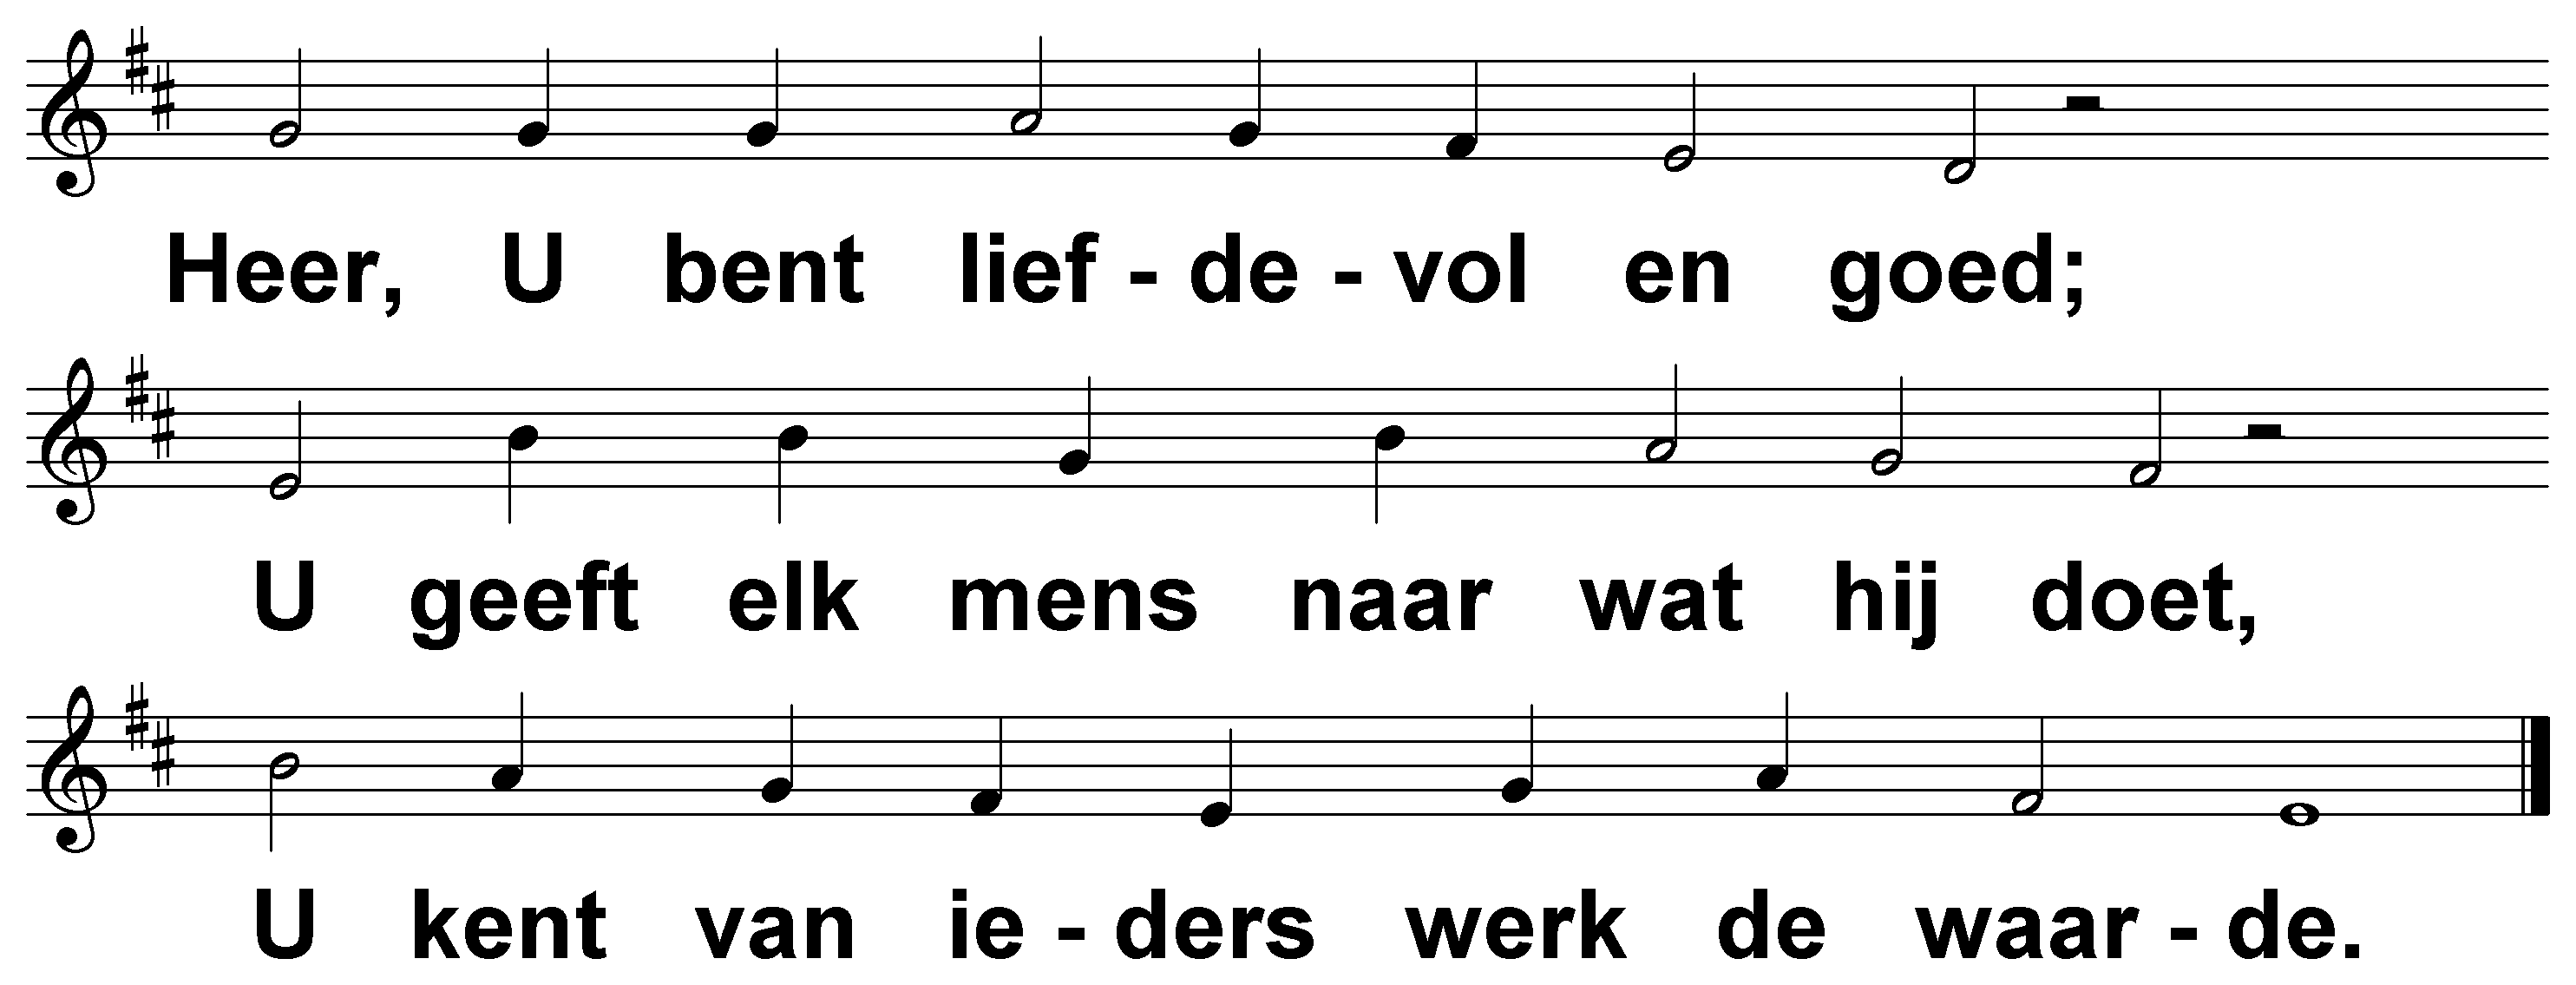 Heer, U bent lief - de - vol en goed;
U geeft elk mens naar wat hij doet,
U kent van ie - ders werk de waar - de.